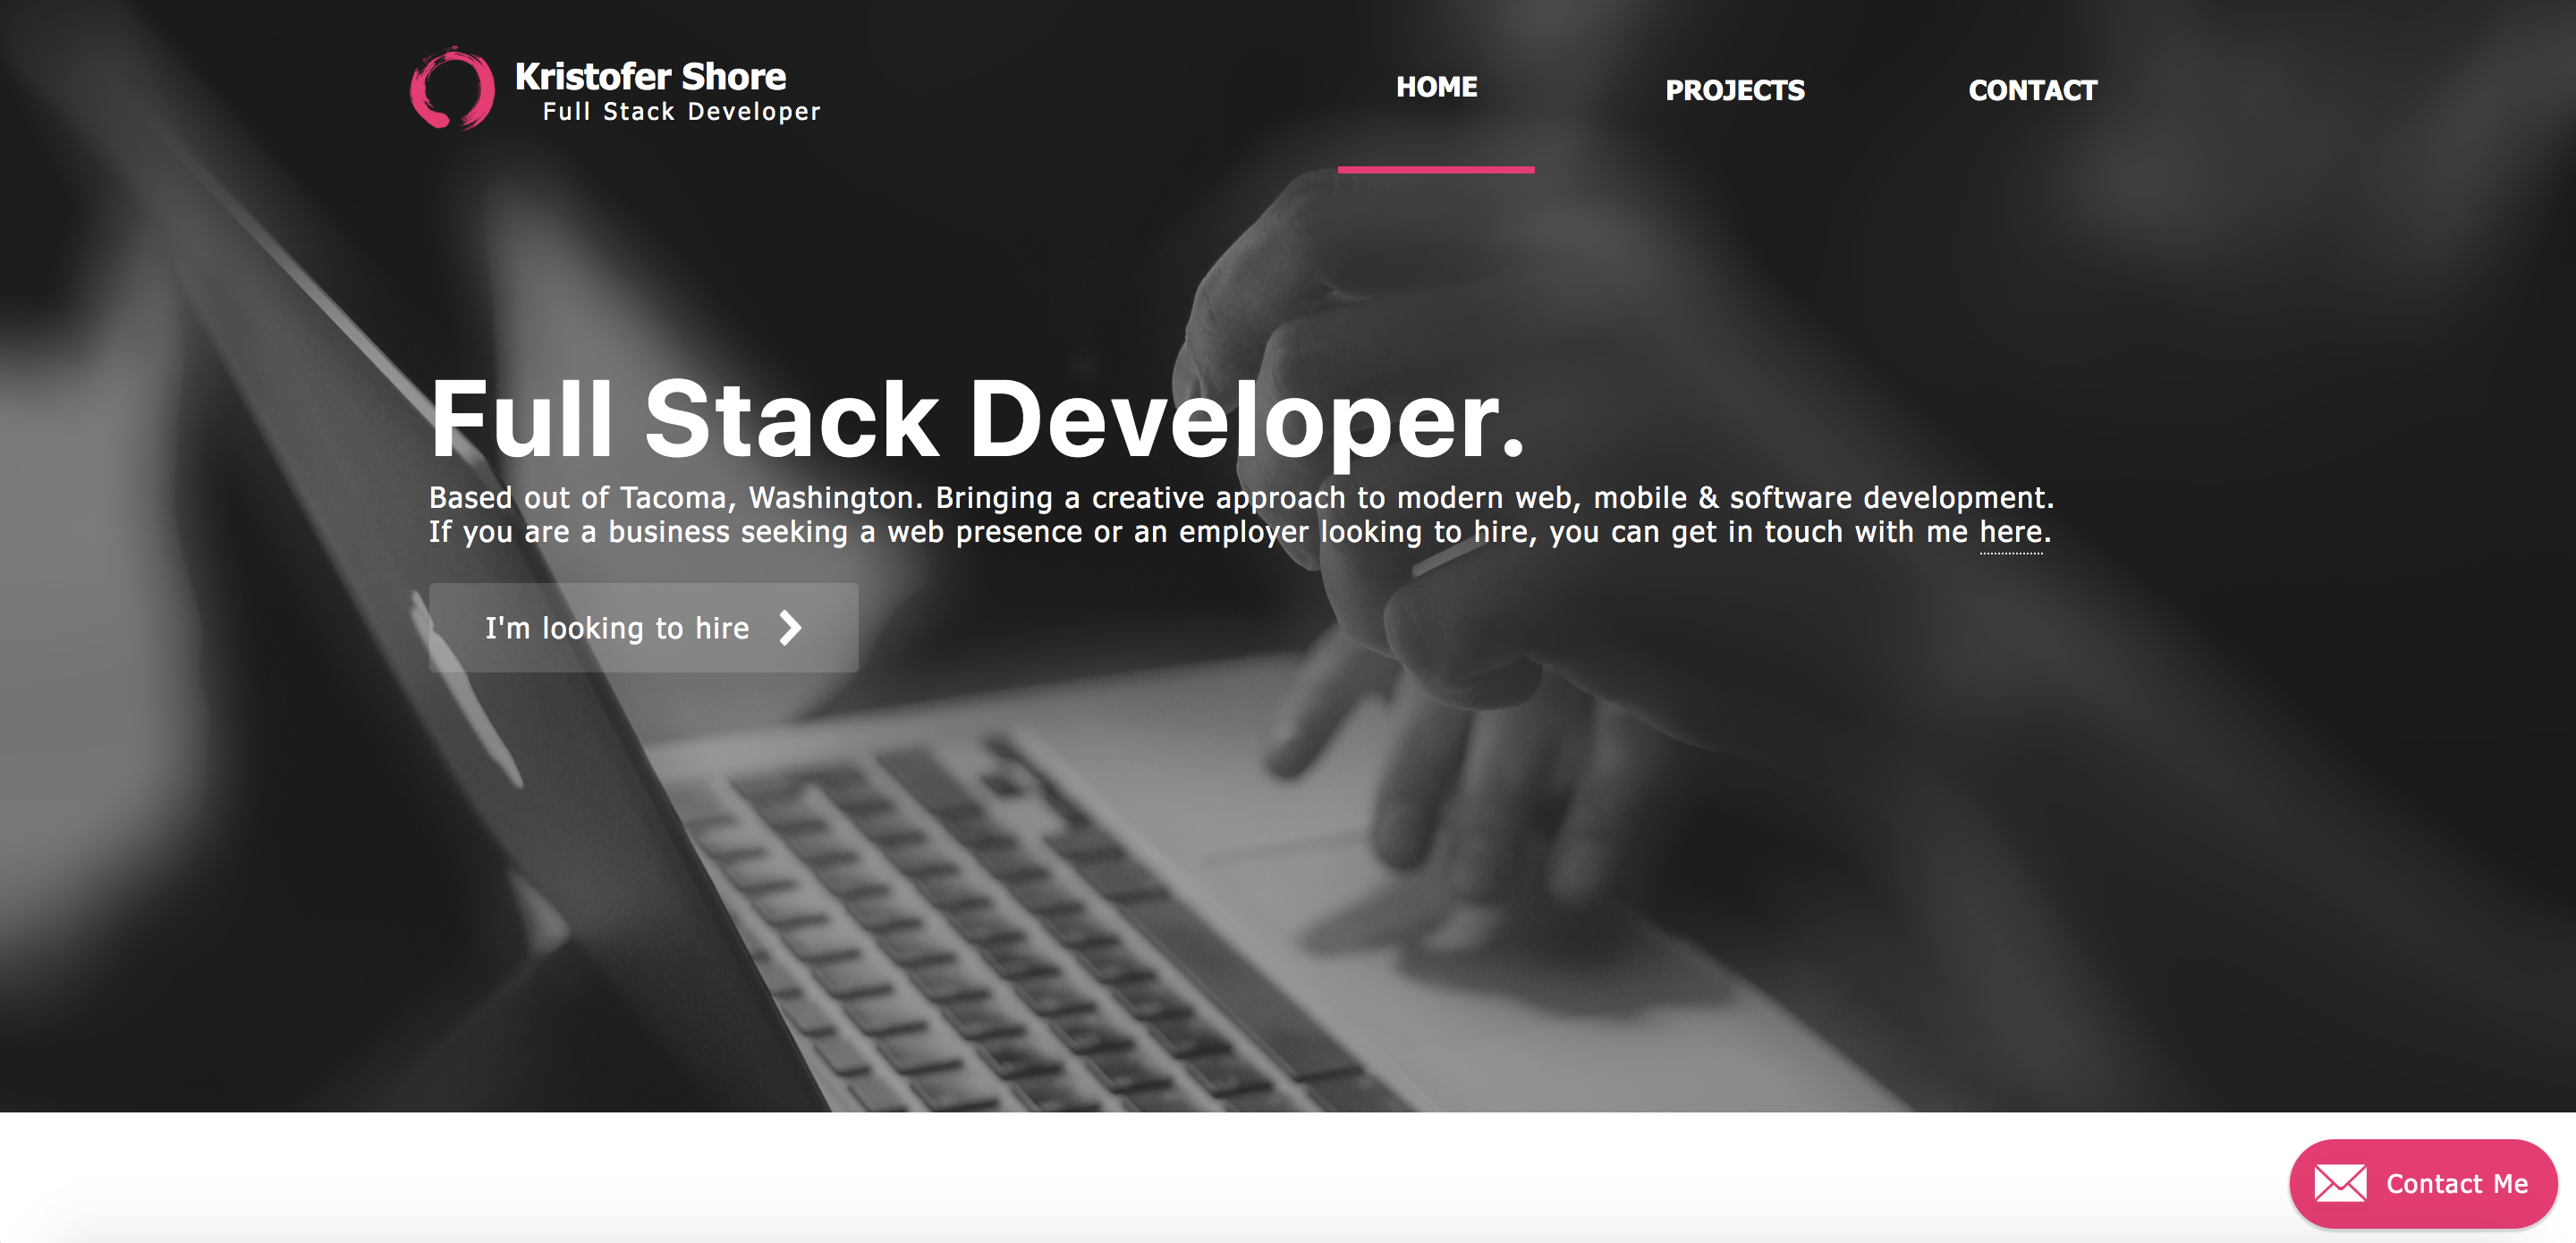 Kristofer Shore
Full Stack Developer
HOME
PROJECTS
CONTACT
Full Stack Developer.
Based out of Tacoma, Washington. Bringing a creative approach to modern web, mobile & software development.
If you are a business seeking a web presence or an employer looking to hire, you can get in touch with me here.
I'm looking to hire
Contact Me